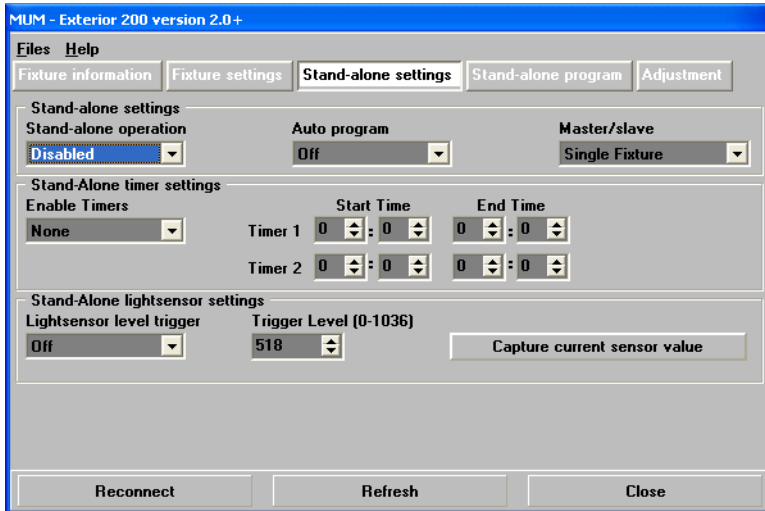 MUM - Exterior 200 version 2.0+
Files Help
Fixture information Fixture settings Stand-alone settings Stand-alone program Adjustment
Stand-alone settings
Stand-alone operation Auto program Master/slave
Disabled Off Single Fixture
Stand-Alone timer settings
Enable Timers Start Time End Time
None Timer 1 0 : 0 0 : 0
Timer 2 0 : 0 0 : 0
Stand-Alone lightsensor settings
Lightsensor level trigger Trigger Level (0-1036)
Off 518 Capture current sensor value
Reconnect Refresh Close